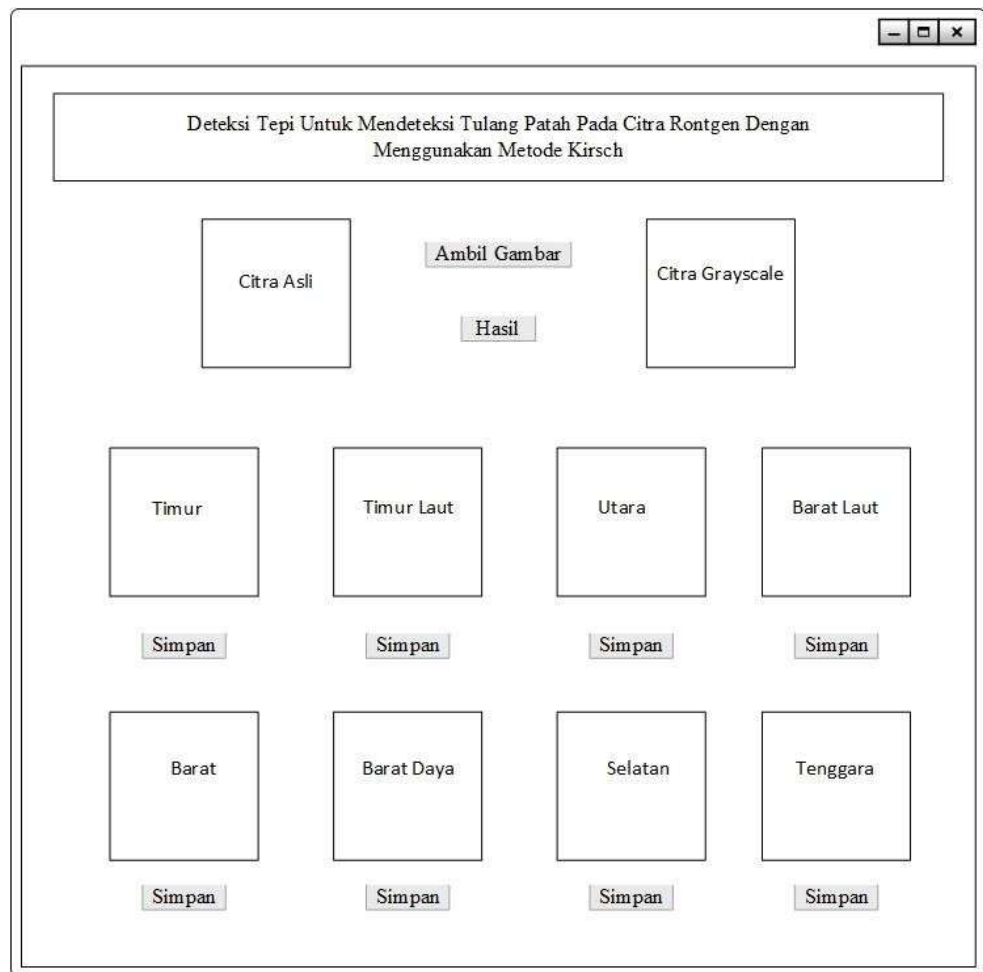 Deteksi Tepi Untuk Mendeteksi Tulang Patah Pada Citra Rontgen Dengan
Menggunakan Metode Kirsch
Citra Asli
Ambil Gambar
Hasil
Citra Grayscale
Timur
Timur Laut
Utara
Barat Laut
Simpan
Simpan
Simpan
Simpan
Barat
Barat Daya
Selatan
Tenggara
Simpan
Simpan
Simpan
Simpan